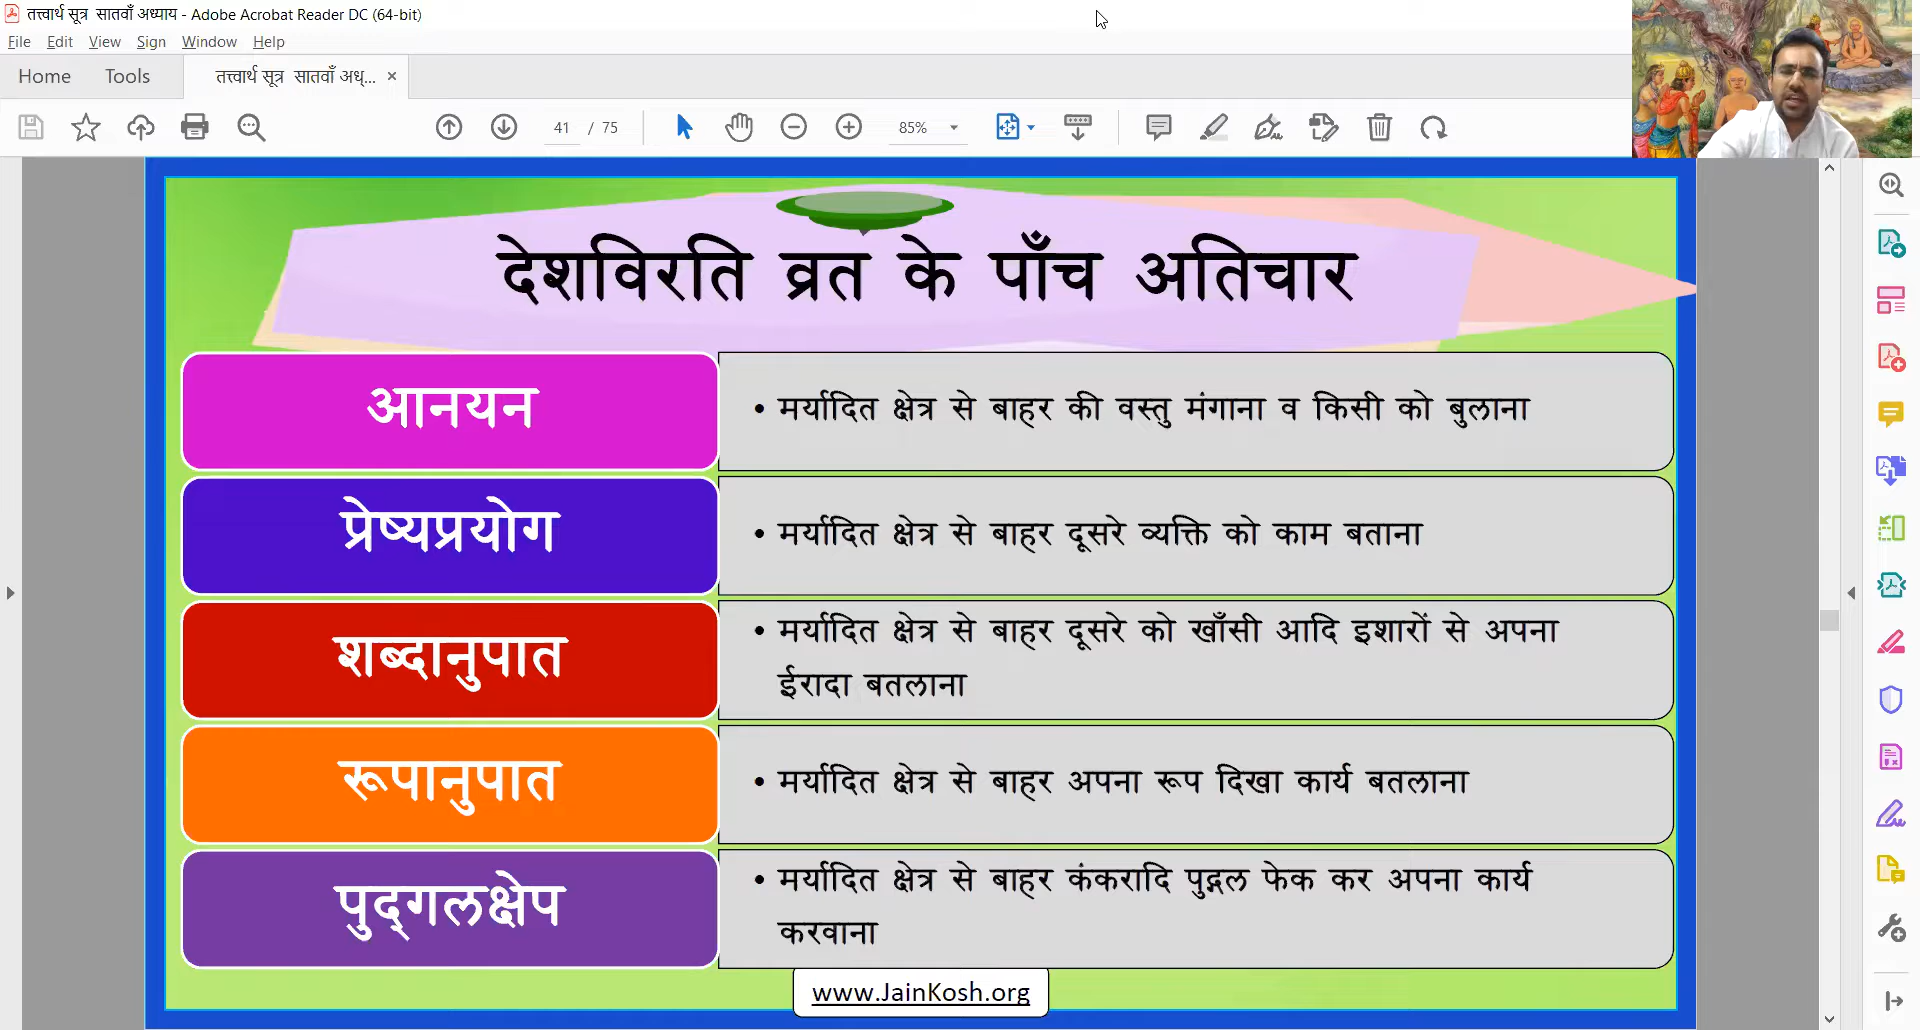 तत्त्वार्थ सूत्र सातवाँ अध्याय - Adobe Acrobat Reader DC (64-bit)
File Edit View Sign Window Help
Home Tools तत्त्वार्थ सूत्र सातवाँ अध्... ×
41 / 75 85%
देशविरति व्रत के पाँच अतिचार
आनयन
• मर्यादित क्षेत्र से बाहर की वस्तु मंगाना व किसी को बुलाना
प्रेष्यप्रयोग
• मर्यादित क्षेत्र से बाहर दूसरे व्यक्ति को काम बताना
शब्दानुपात
• मर्यादित क्षेत्र से बाहर दूसरे को खाँसी आदि इशारों से अपना
ईरादा बतलाना
रूपानुपात
• मर्यादित क्षेत्र से बाहर अपना रूप दिखा कार्य बतलाना
पुद्‌गलक्षेप
• मर्यादित क्षेत्र से बाहर कंकरादि पुद्गल फेक कर अपना कार्य
करवाना
www.JainKosh.org